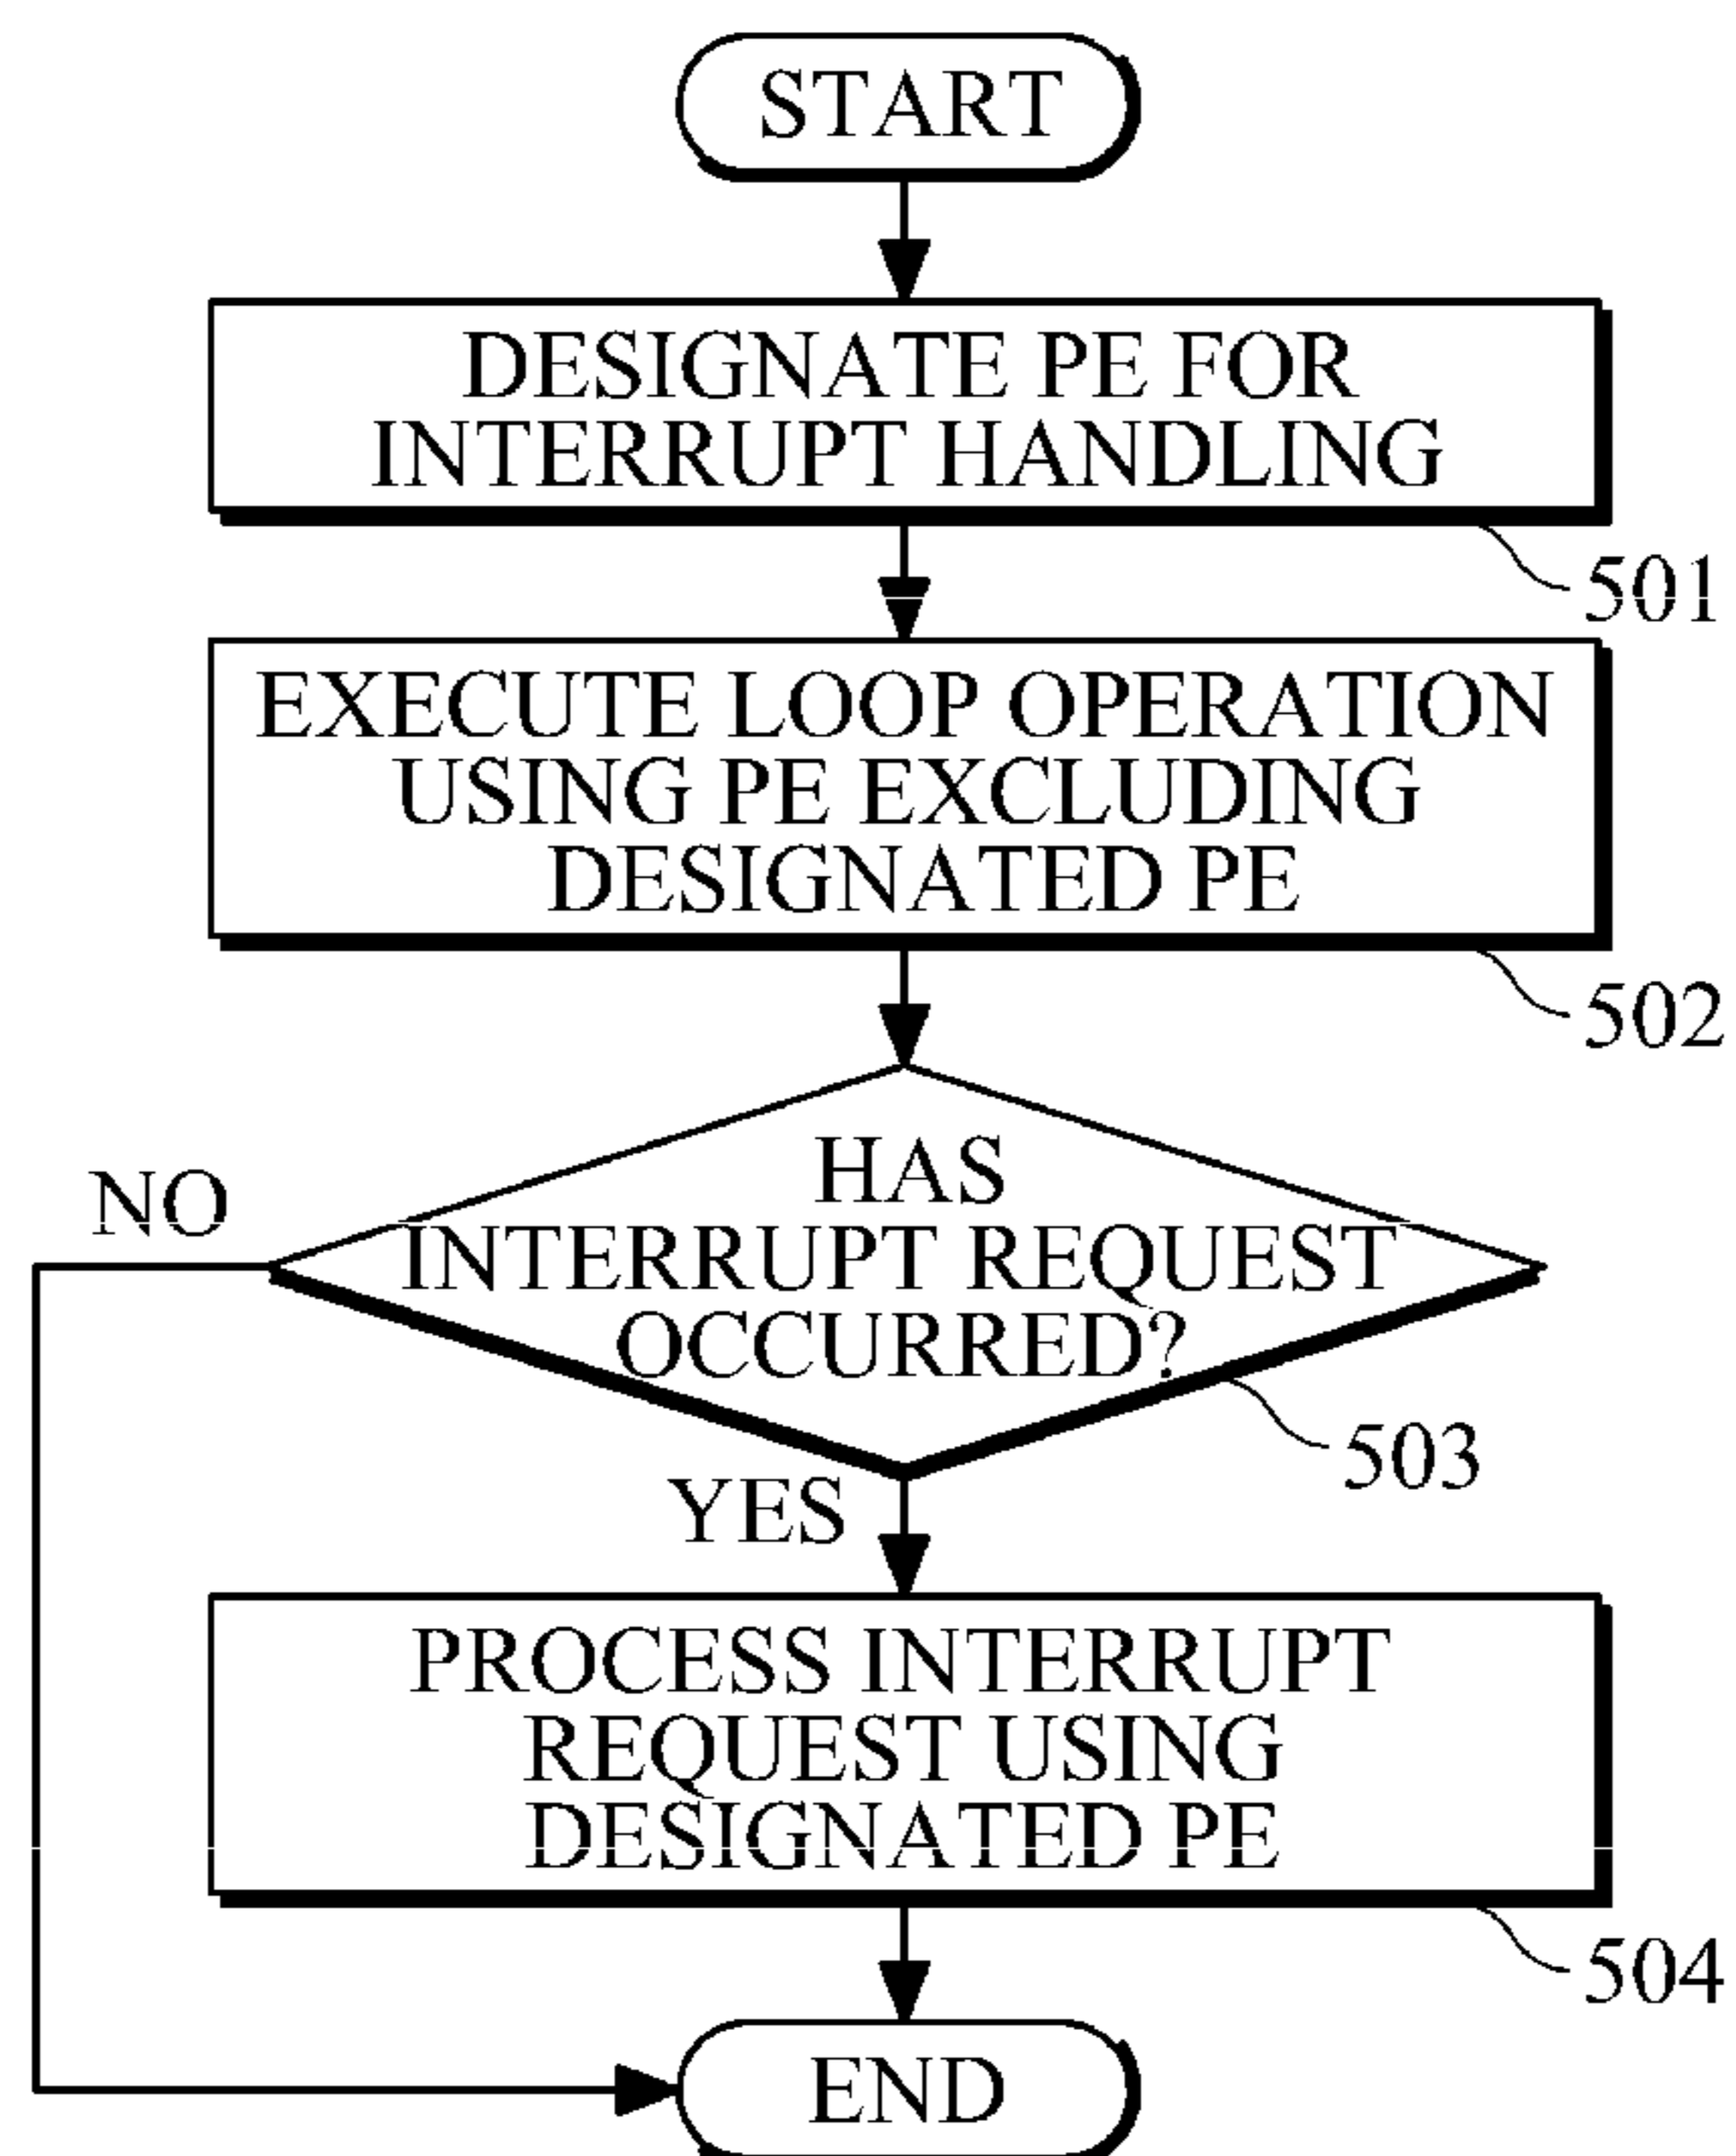 START
DESIGNATE PE FOR
INTERRUPT HANDLING
501
EXECUTE LOOP OPERATION
USING PE EXCLUDING
DESIGNATED PE
502
HAS
INTERRUPT REQUEST
OCCURRED?
NO
503
YES
PROCESS INTERRUPT
REQUEST USING
DESIGNATED PE
504
END